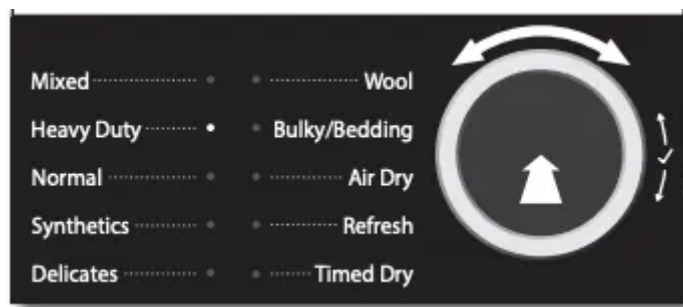 Mixed
Wool
Heavy Duty
Bulky/Bedding
Normal
Air Dry
Synthetics
Refresh
Delicates
Timed Dry